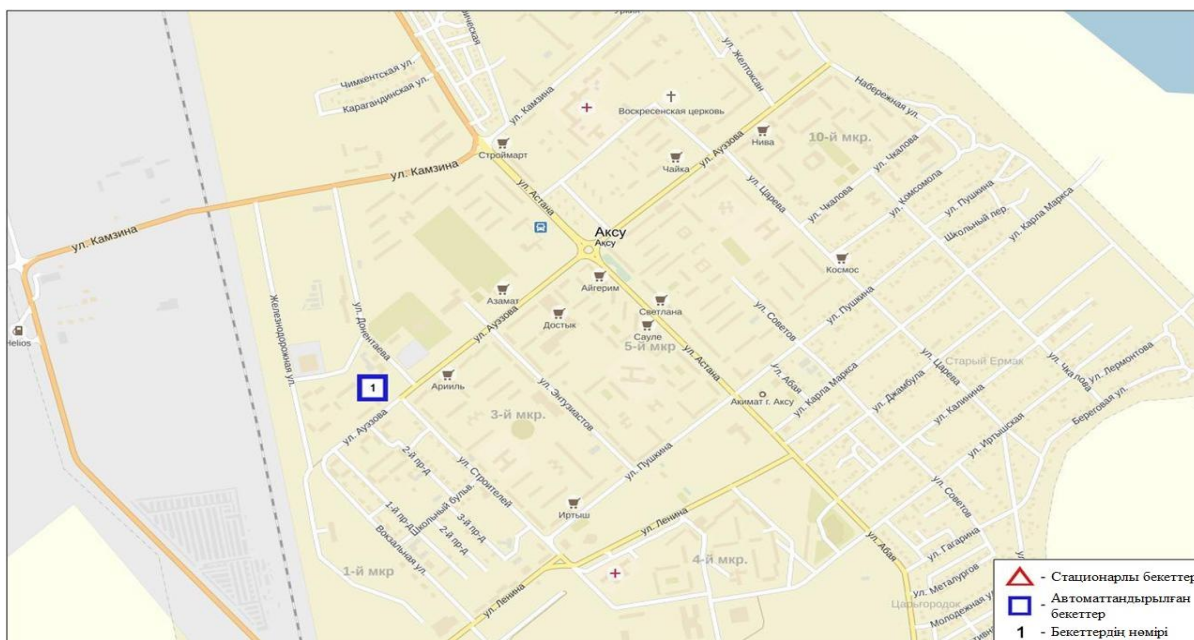 Чимкентская ул.
Карагандинская ул.
ул. Камзина
ул. Желтоксан
Воскресенская церковь
Набережная ул.
Строймарт
Нива
10-й мкр.
Чайка
ул. Ауэзова
ул. Чкалова
ул. Камзина
ул. Астана
ул. Царева
ул. Чкалова
ул. Комсомола
ул. Пушкина
Школьный пер.
ул. Карла Маркса
ул. Камзина
Аксу
Аксу
Космос
Айгерим
Азамат
Светлана
Достык
Сауле
5-й мкр
Железнодорожная ул.
ул. Донентаева
ул. Ауэзова
ул. Советов
ул. Пушкина
Helios
ул. Астана
Старый Ермак
ул. Царева
ул. Чкалова
ул. Лермонтова
1
Арииль
ул. Абая
Акимат г. Аксу
ул. Карла Маркса
ул. Джамбула
ул. Калинина
Береговая ул.
ул. Энтузиастов
3-й мкр.
ул. Ауэзова
ул. Иртышская
2-й пр-д
ул. Строителей
ул. Пушкина
ул. Советов
Школьный бульв.
1-й пр-д
3-й пр-д
2-й пр-д
Вокзальная ул.
Иртыш
ул. Ленина
ул. Абая
ул. Гагарина
1-й мкр
4-й мкр.
ул. Металургов
ул. Ленина
Царьгородок
Молодежная ул.
- Стационарлы бекеттер
- Автоматтандырылған
бекеттер
1 - Бекеттердің нөмірі